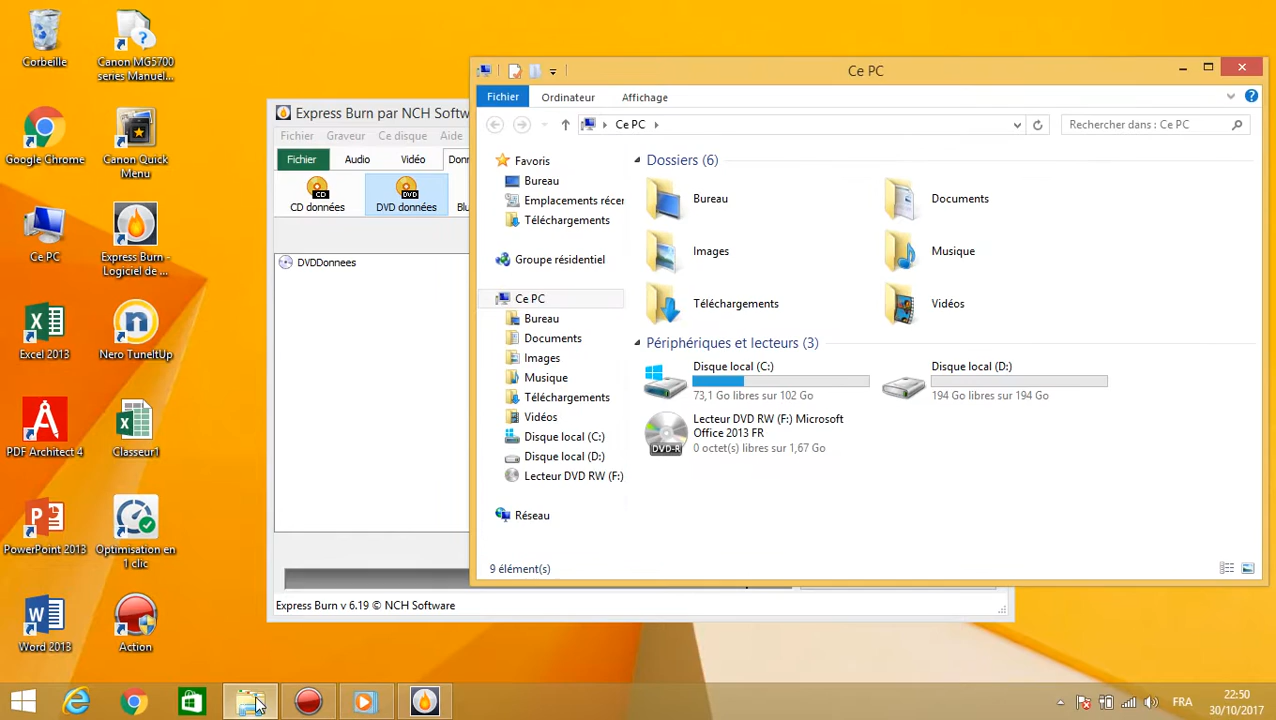 Corbeille
Canon MG5700
series Manuel...
Google Chrome
Canon Quick
Menu
Ce PC
Express Burn -
Logiciel de ...
Excel 2013
Nero TuneItUp
PDF Architect 4
Classeur1
PowerPoint 2013
Optimisation en
1 clic
Word 2013
Action
Express Burn par NCH Softw
Fichier Graveur Ce disque Aide
Fichier Audio Vidéo Donn
CD données DVD données Blu
DVDDonnees
Express Burn v 6.19 © NCH Software
Ce PC
Fichier Ordinateur Affichage
Ce PC
Rechercher dans : Ce PC
Favoris
Bureau
Emplacements récer
Téléchargements
Groupe résidentiel
Ce PC
Bureau
Documents
Images
Musique
Téléchargements
Vidéos
Disque local (C:)
Disque local (D:)
Lecteur DVD RW (F:)
Réseau
Dossiers (6)
Bureau
Documents
Images
Musique
Téléchargements
Vidéos
Périphériques et lecteurs (3)
Disque local (C:)
73,1 Go libres sur 102 Go
Disque local (D:)
194 Go libres sur 194 Go
Lecteur DVD RW (F:) Microsoft
Office 2013 FR
0 octet(s) libres sur 1,67 Go
DVD-R
9 élément(s)
FRA
22:50
30/10/2017